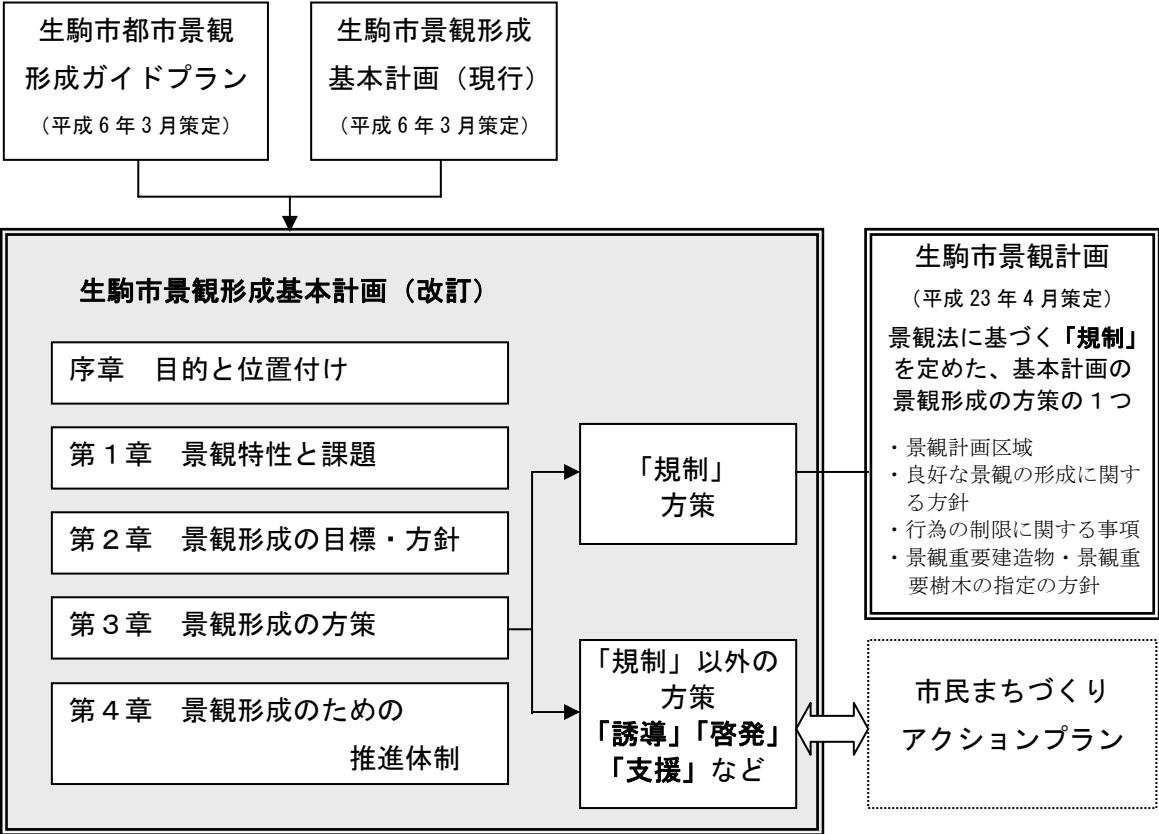 生駒市都市景観
形成ガイドプラン
（平成6年3月策定）
生駒市景観形成
基本計画（現行）
（平成6年3月策定）
生駒市景観形成基本計画（改訂）
序章　目的と位置付け
第１章　景観特性と課題
第２章　景観形成の目標・方針
第３章　景観形成の方策
第４章　景観形成のための
推進体制
「規制」
方策
「規制」以外の
方策
「誘導」「啓発」
「支援」など
生駒市景観計画
（平成23年4月策定）
景観法に基づく「規制」
を定めた、基本計画の
景観形成の方策の１つ
・景観計画区域
・良好な景観の形成に関す
る方針
・行為の制限に関する事項
・景観重要建造物・景観重
要樹木の指定の方針
市民まちづくり
アクションプラン